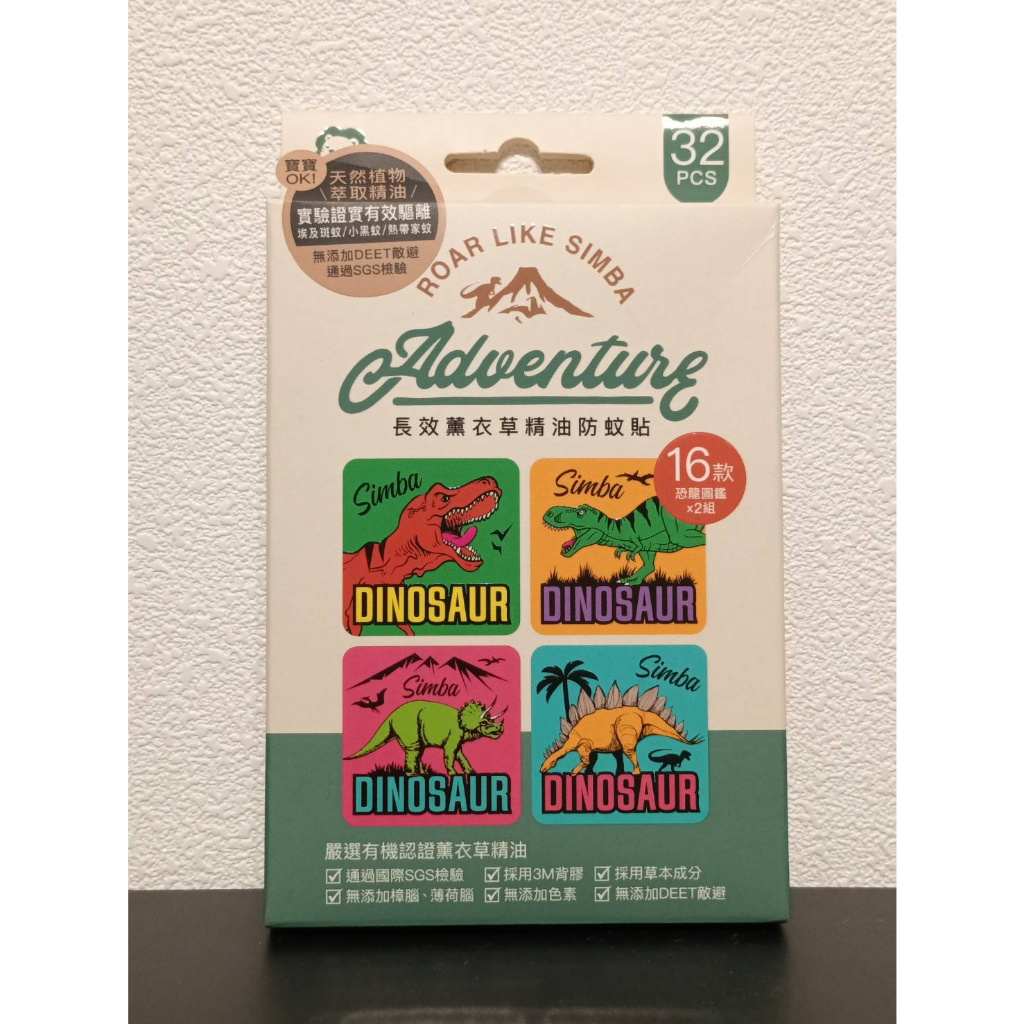 寶寶
OK!
天然植物
萃取精油
實驗證實有效驅離
埃及斑蚊/小黑蚊/熱帶家蚊
無添加DEET敵避
通過SGS檢驗
32
PCS
ROAR LIKE SIMBA
Adventure
長效薰衣草精油防蚊貼
16款
恐龍圖鑑
x2組
Simba
DINOSAUR
Simba
DINOSAUR
Simba
DINOSAUR
Simba
DINOSAUR
嚴選有機認證薰衣草精油
通過國際SGS檢驗 採用3M背膠 採用草本成分
無添加樟腦、薄荷腦 無添加色素 無添加DEET敵避